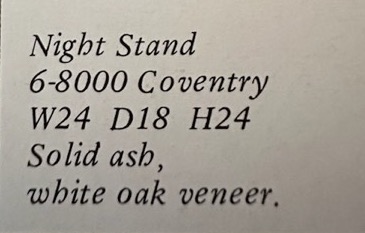 Night Stand
6-8000 Coventry
W24 D18 H24
Solid ash,
white oak veneer.